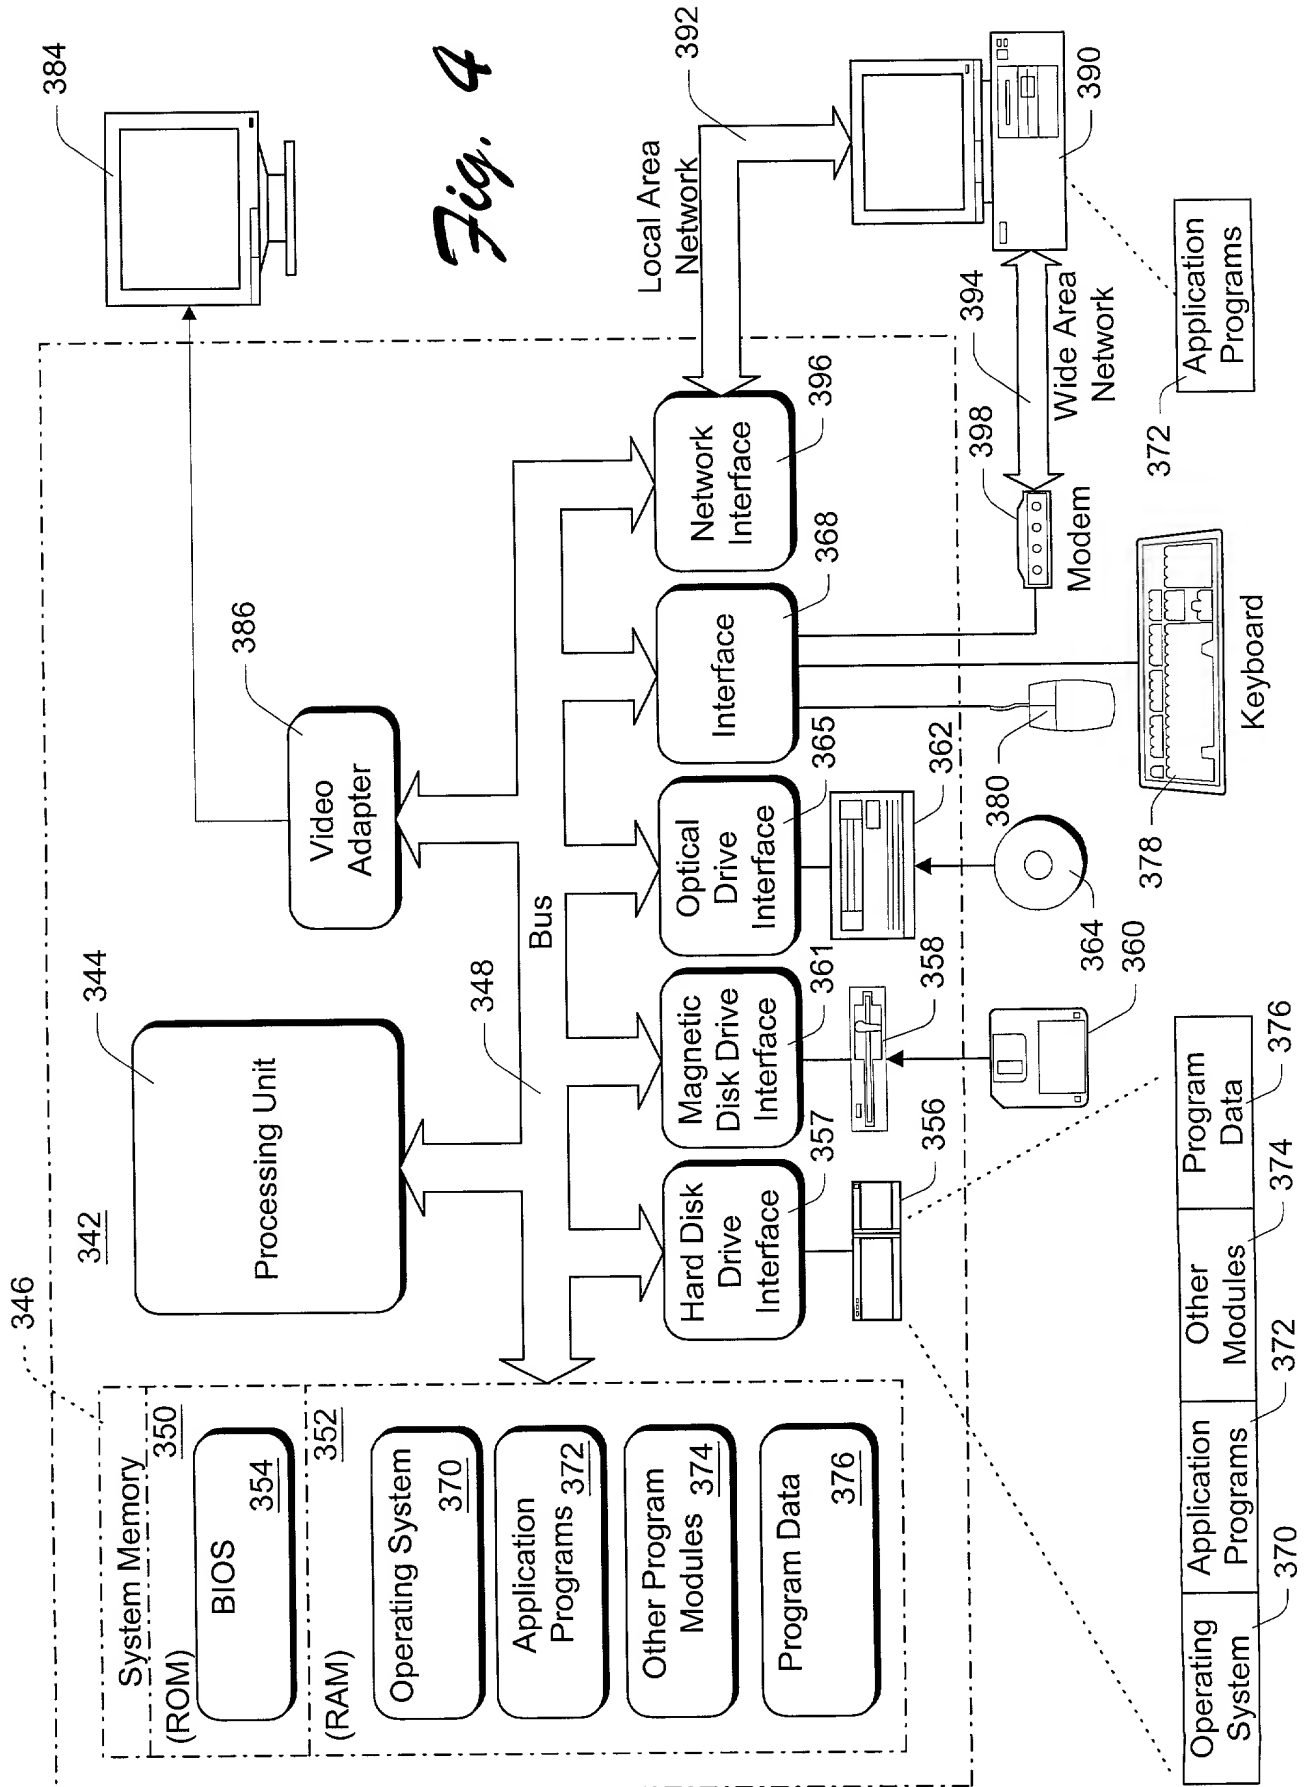 346
342
344
Processing Unit
386
Video
Adapter
384
System Memory
(ROM)
350
BIOS
354
(RAM)
352
Operating System
370
Application
Programs
372
Other Program
Modules
374
Program Data
376
348
Bus
Fig. 4
Hard Disk
Drive
Interface
357
Magnetic
Disk Drive
Interface
361
Optical
Drive
Interface
365
Interface
368
Network
Interface
396
Local Area
Network
392
356
358
362
360
364
380
378
Keyboard
Modem
398
394
Wide Area
Network
390
Operating
System
370
Application
Programs
372
Other
Modules
374
Program
Data
376
372
Application
Programs